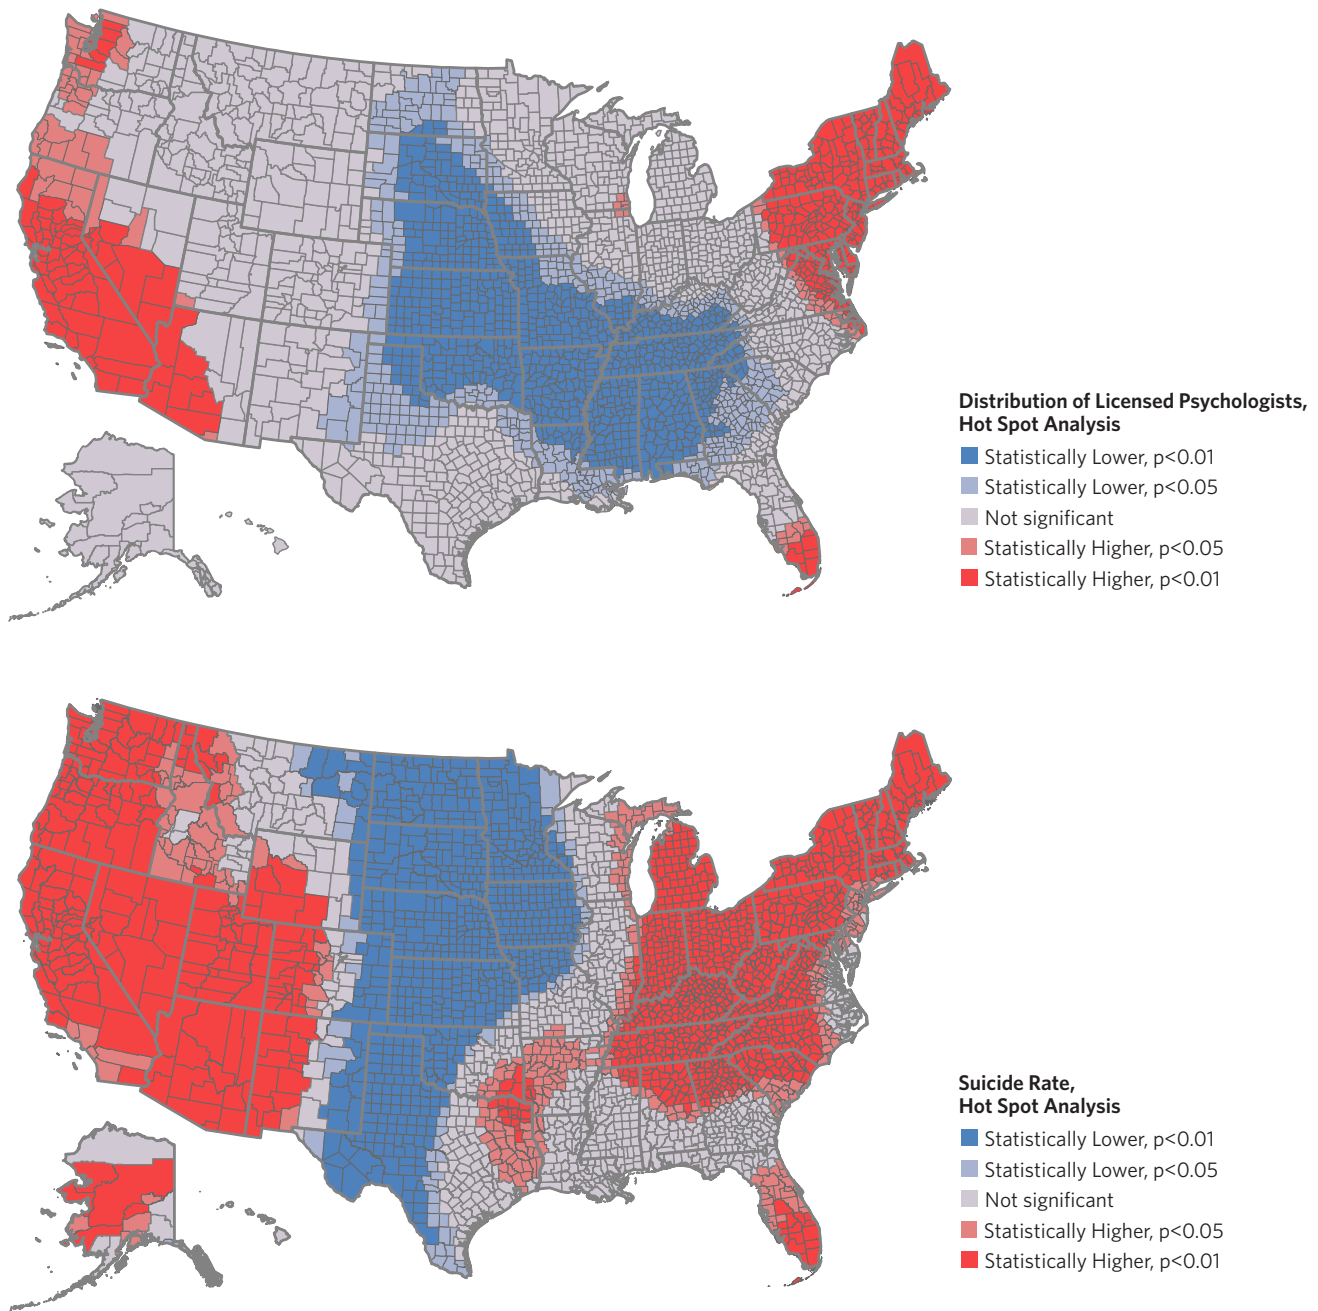 Distribution of Licensed Psychologists,
Hot Spot Analysis
Statistically Lower, p<0.01
Statistically Lower, p<0.05
Not significant
Statistically Higher, p<0.05
Statistically Higher, p<0.01
Suicide Rate,
Hot Spot Analysis
Statistically Lower, p<0.01
Statistically Lower, p<0.05
Not significant
Statistically Higher, p<0.05
Statistically Higher, p<0.01